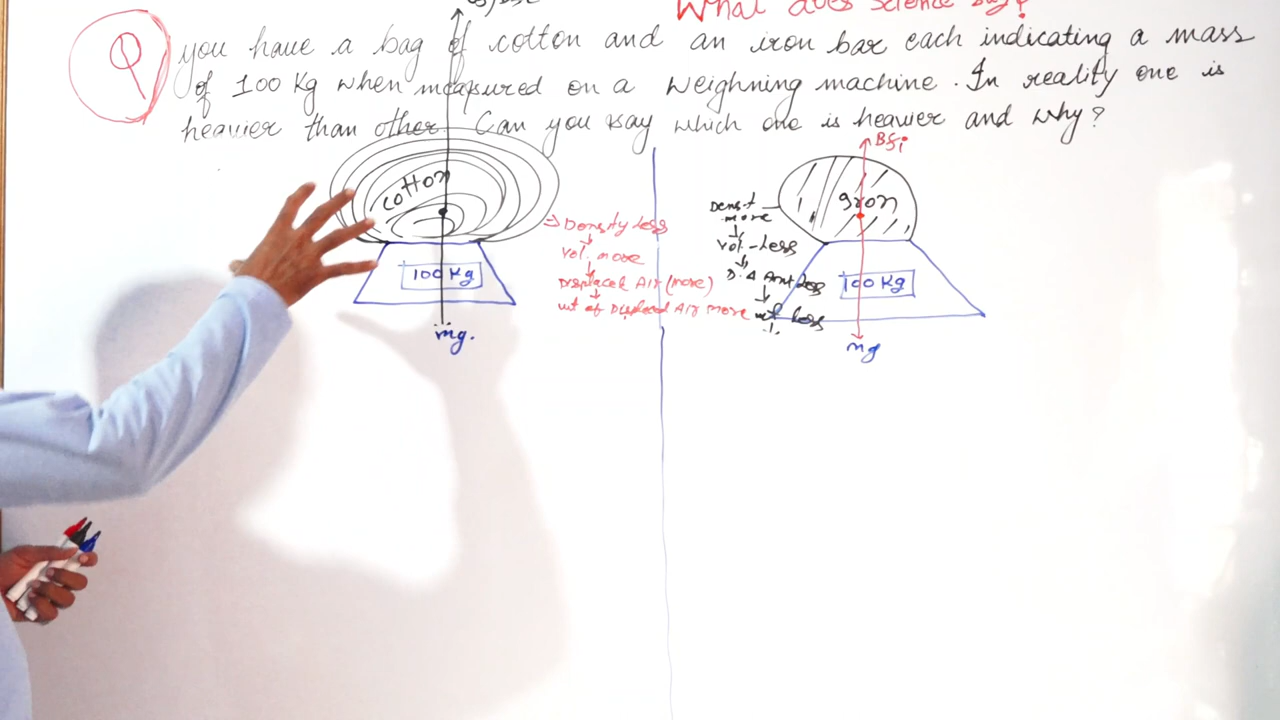 What does science say?
Q
you have a bag of cotton and an iron bar each indicating a mass
of 100 Kg when measured on a weighning machine. In reality one is
heavier than other. Can you say which one is heavier and why?
cotton
100 Kg
mg.
⇒ Density less
↓
vol. more
↓
Displaced Air (more)
↓
wt of Displaced Air more
BFi
Iron
100 Kg
mg
more
↓
vol.-less
↓
D.A Amt less
↓
wt less
↓